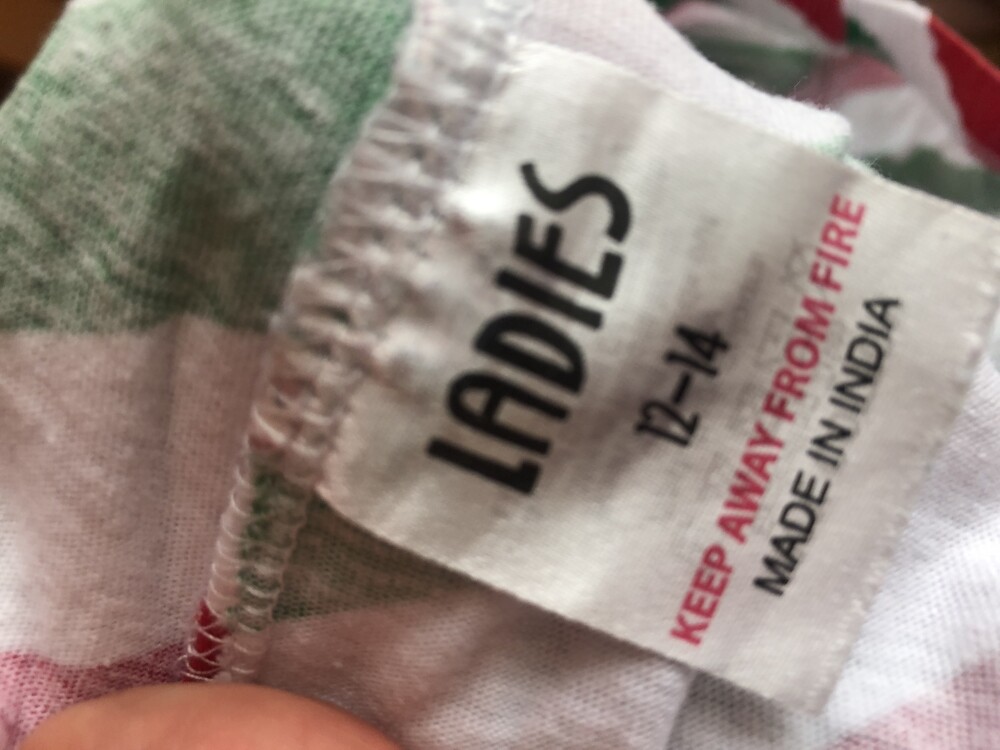 LADIES
12-14
KEEP AWAY FROM FIRE
MADE IN INDIA